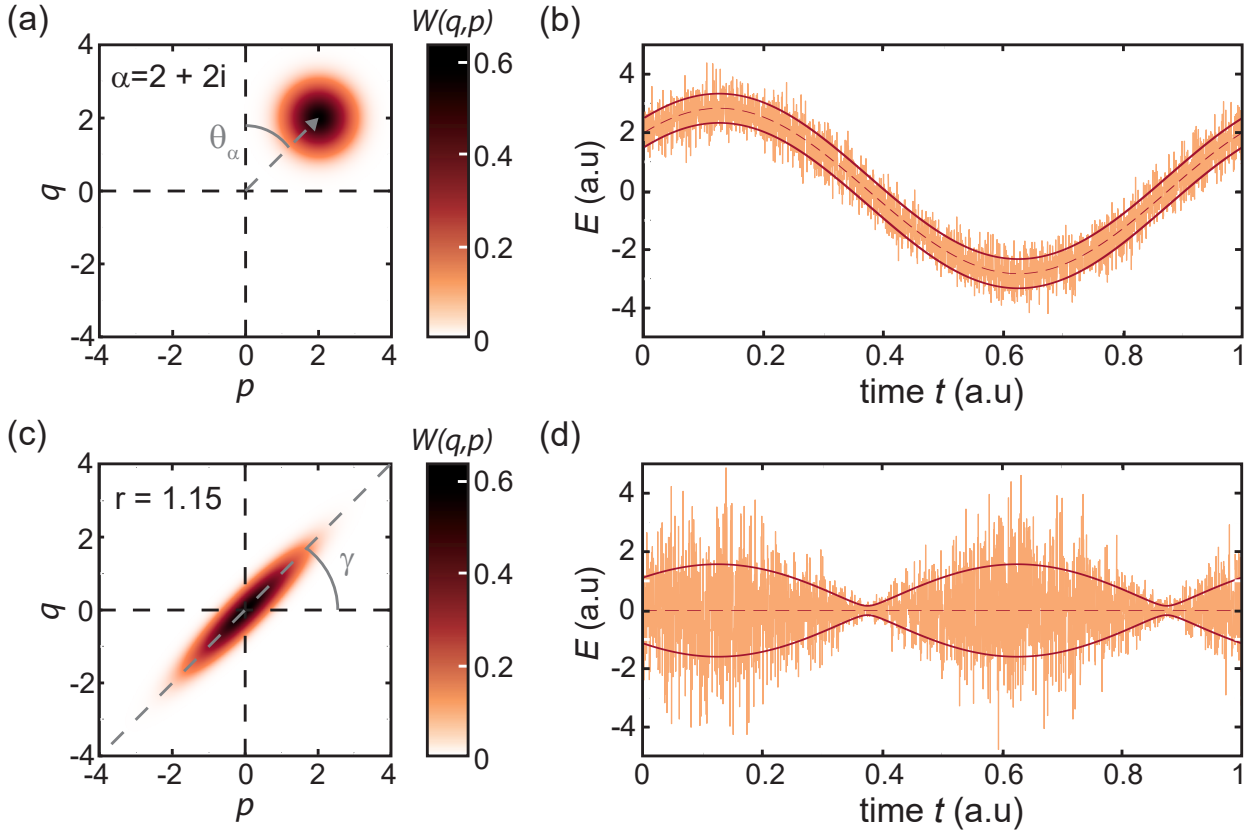 (a)
α=2 + 2i
θα
4
2
0
-2
-4
-4 -2 0 2 4
q
p
W(q,p)
0.6
0.4
0.2
0
(b)
4
2
0
-2
-4
0 0.2 0.4 0.6 0.8 1
E (a.u)
time t (a.u)
(c)
r = 1.15
γ
4
2
0
-2
-4
-4 -2 0 2 4
q
p
W(q,p)
0.6
0.4
0.2
0
(d)
4
2
0
-2
-4
0 0.2 0.4 0.6 0.8 1
E (a.u)
time t (a.u)